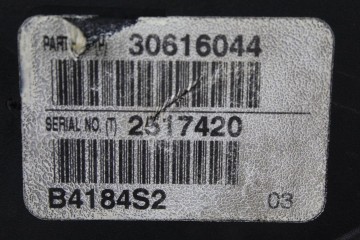 PART 30616044
SERIAL NO. (T) 2517420
B4184S2 03